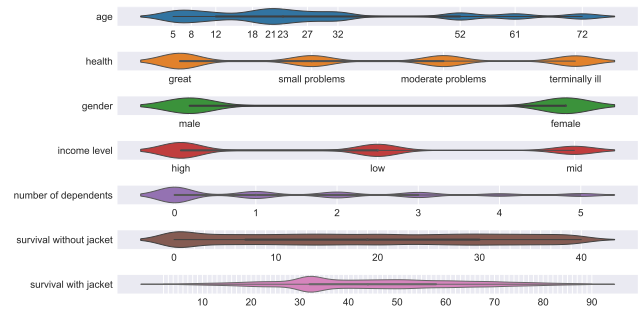 age
5 8 12 18 21 23 27 32 52 61 72
health
great small problems moderate problems terminally ill
gender
male female
income level
high low mid
number of dependents
0 1 2 3 4 5
survival without jacket
0 10 20 30 40
survival with jacket
10 20 30 40 50 60 70 80 90